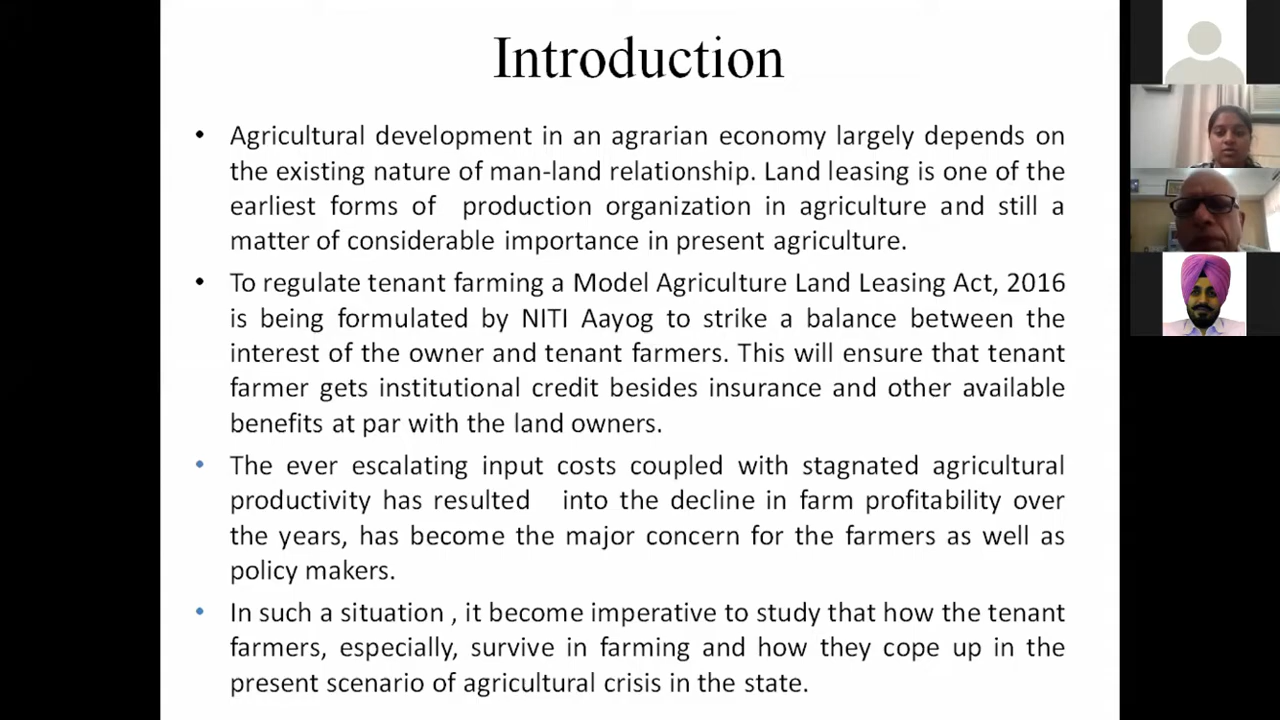 Introduction
• Agricultural development in an agrarian economy largely depends on
the existing nature of man-land relationship. Land leasing is one of the
earliest forms of production organization in agriculture and still a
matter of considerable importance in present agriculture.
• To regulate tenant farming a Model Agriculture Land Leasing Act, 2016
is being formulated by NITI Aayog to strike a balance between the
interest of the owner and tenant farmers. This will ensure that tenant
farmer gets institutional credit besides insurance and other available
benefits at par with the land owners.
• The ever escalating input costs coupled with stagnated agricultural
productivity has resulted into the decline in farm profitability over
the years, has become the major concern for the farmers as well as
policy makers.
• In such a situation , it become imperative to study that how the tenant
farmers, especially, survive in farming and how they cope up in the
present scenario of agricultural crisis in the state.